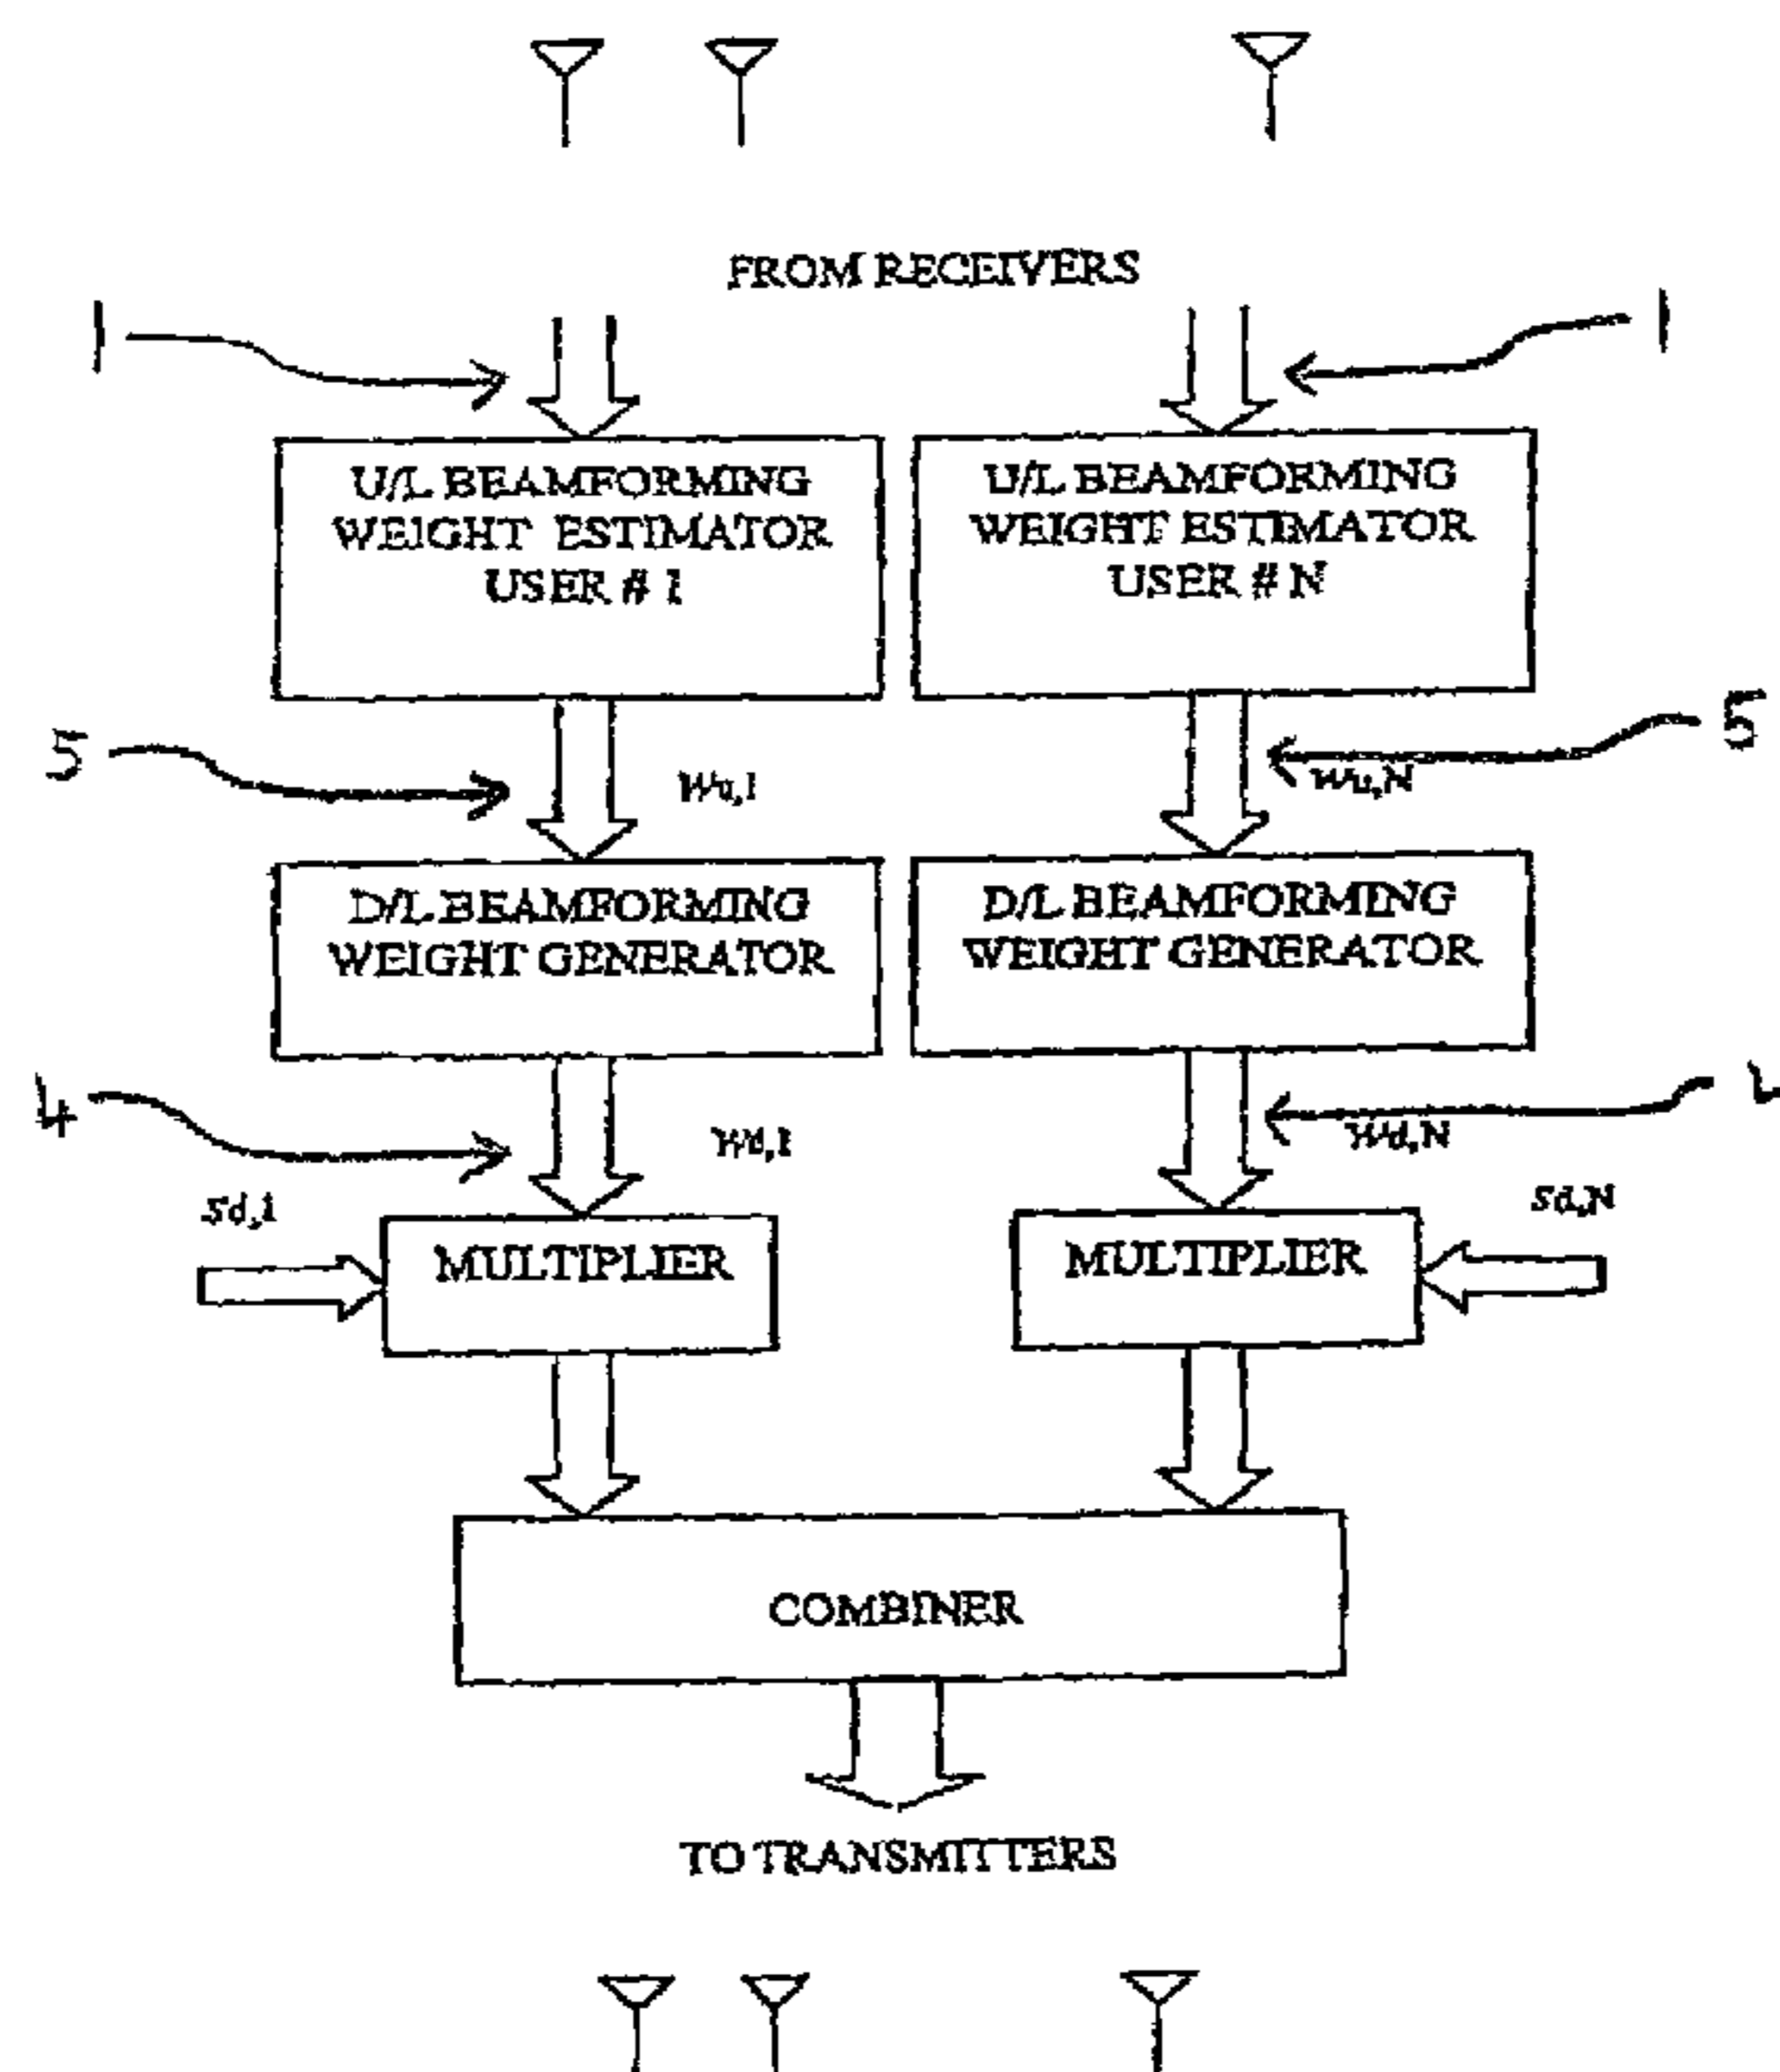 FROM RECEIVERS
1
1
U/L BEAMFORMING
WEIGHT ESTIMATOR
USER # 1
U/L BEAMFORMING
WEIGHT ESTIMATOR
USER # N
5
Wu,1
Wu,N
5
D/L BEAMFORMING
WEIGHT GENERATOR
D/L BEAMFORMING
WEIGHT GENERATOR
4
Wd,1
Wd,N
Sd,1
MULTIPLIER
MULTIPLIER
Sd,N
COMBINER
TO TRANSMITTERS